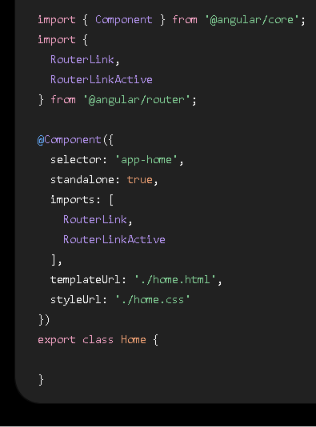 import { Component } from '@angular/core';
import {
  RouterLink,
  RouterLinkActive
} from '@angular/router';

@Component({
  selector: 'app-home',
  standalone: true,
  imports: [
    RouterLink,
    RouterLinkActive
  ],
  templateUrl: './home.html',
  styleUrl: './home.css'
})
export class Home {

}